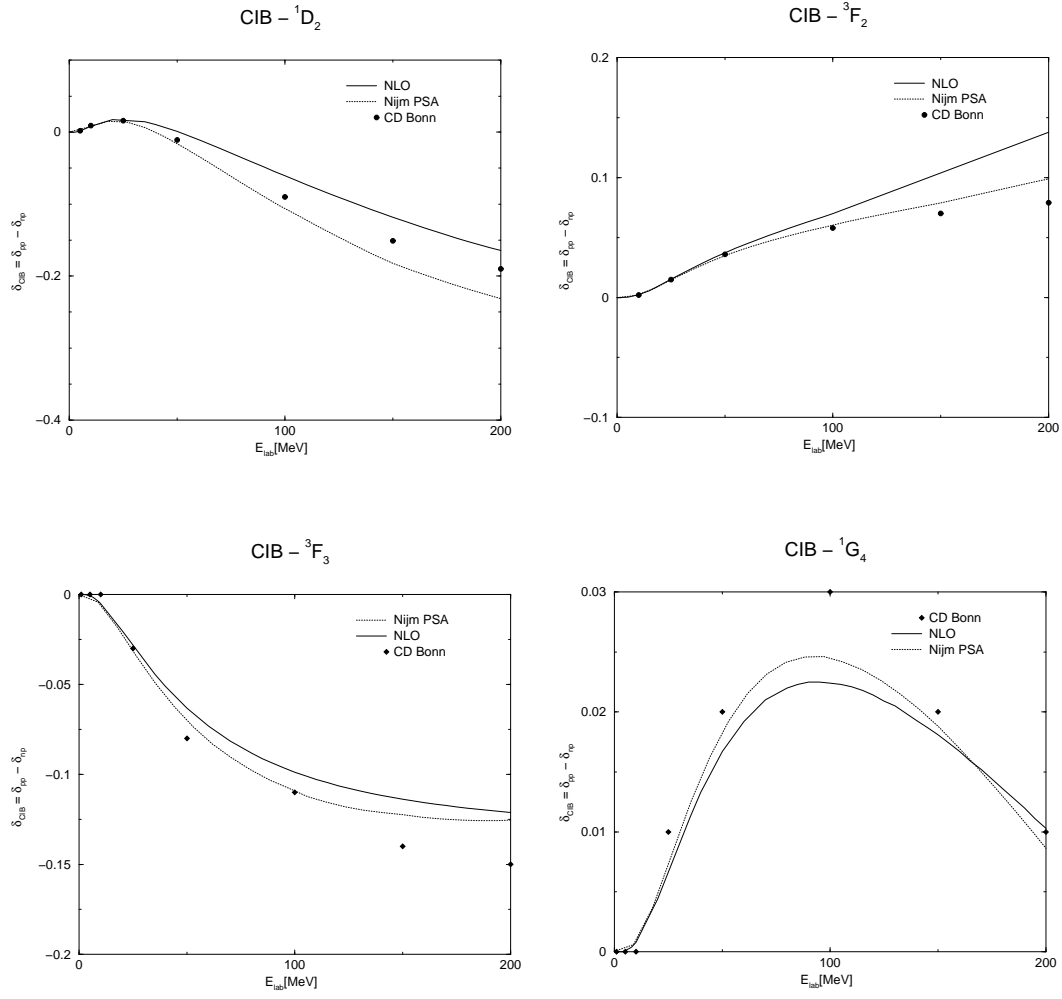 CIB – ¹D₂
0
−0.2
−0.4
δ_CIB = δ_pp − δ_np
NLO
Nijm PSA
CD Bonn
0
100
200
E_lab[MeV]
CIB – ³F₂
0.2
0.1
0
−0.1
δ_CIB = δ_pp − δ_np
NLO
Nijm PSA
CD Bonn
0
100
200
E_lab[MeV]
CIB – ³F₃
0
−0.05
−0.1
−0.15
−0.2
δ_CIB = δ_pp − δ_np
Nijm PSA
NLO
CD Bonn
0
100
200
E_lab[MeV]
CIB – ¹G₄
0.03
0.02
0.01
0
δ_CIB = δ_pp − δ_np
CD Bonn
NLO
Nijm PSA
0
100
200
E_lab[MeV]